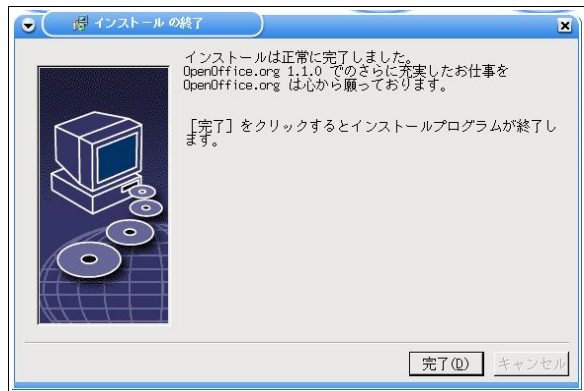 インストール の終了
インストールは正常に完了しました。
OpenOffice.org 1.1.0 でのさらに充実したお仕事を
OpenOffice.org は心から願っております。
［完了］をクリックするとインストールプログラムが終了し
ます。
完了(D)
キャンセル